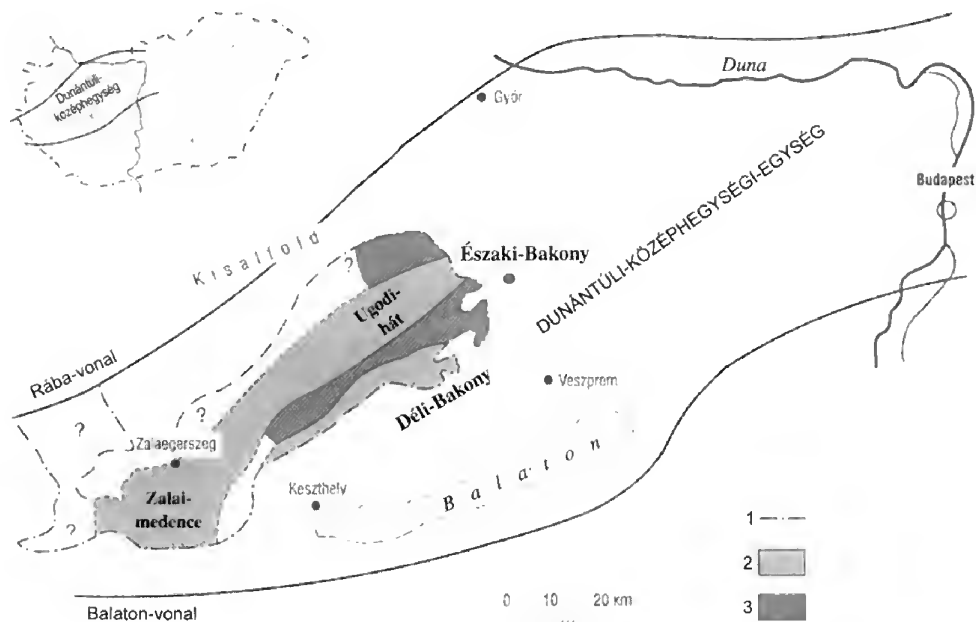 Dunántúli-
középhegység
Duna
Győr
Budapest
DUNÁNTÚLI-KÖZÉPHEGYSÉGI-EGYSÉG
Kisalföld
?
Északi-Bakony
Ugodi-
hát
Rába-vonal
?
?
Zalaegerszeg
Déli-Bakony
Veszprém
Balaton
Keszthely
Zalai-
medence
?
1
2
3
0 10 20 km
Balaton-vonal